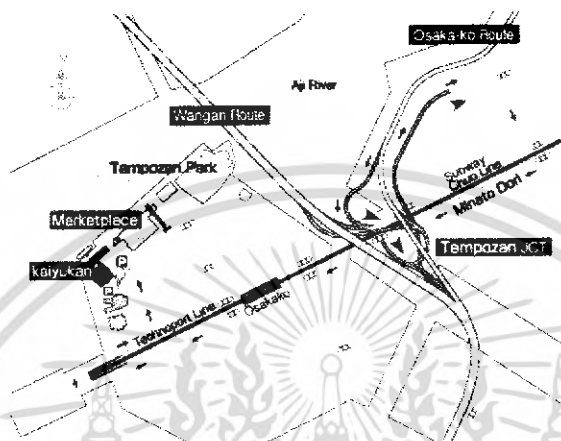 Osaka-ko Route
Aji River
Wangan Route
Tempozan Park
Subway
Chuo Line
Minato Dori
Marketplace
Tempozan JCT
kaiyukan
P
Technoport Line
Osakako